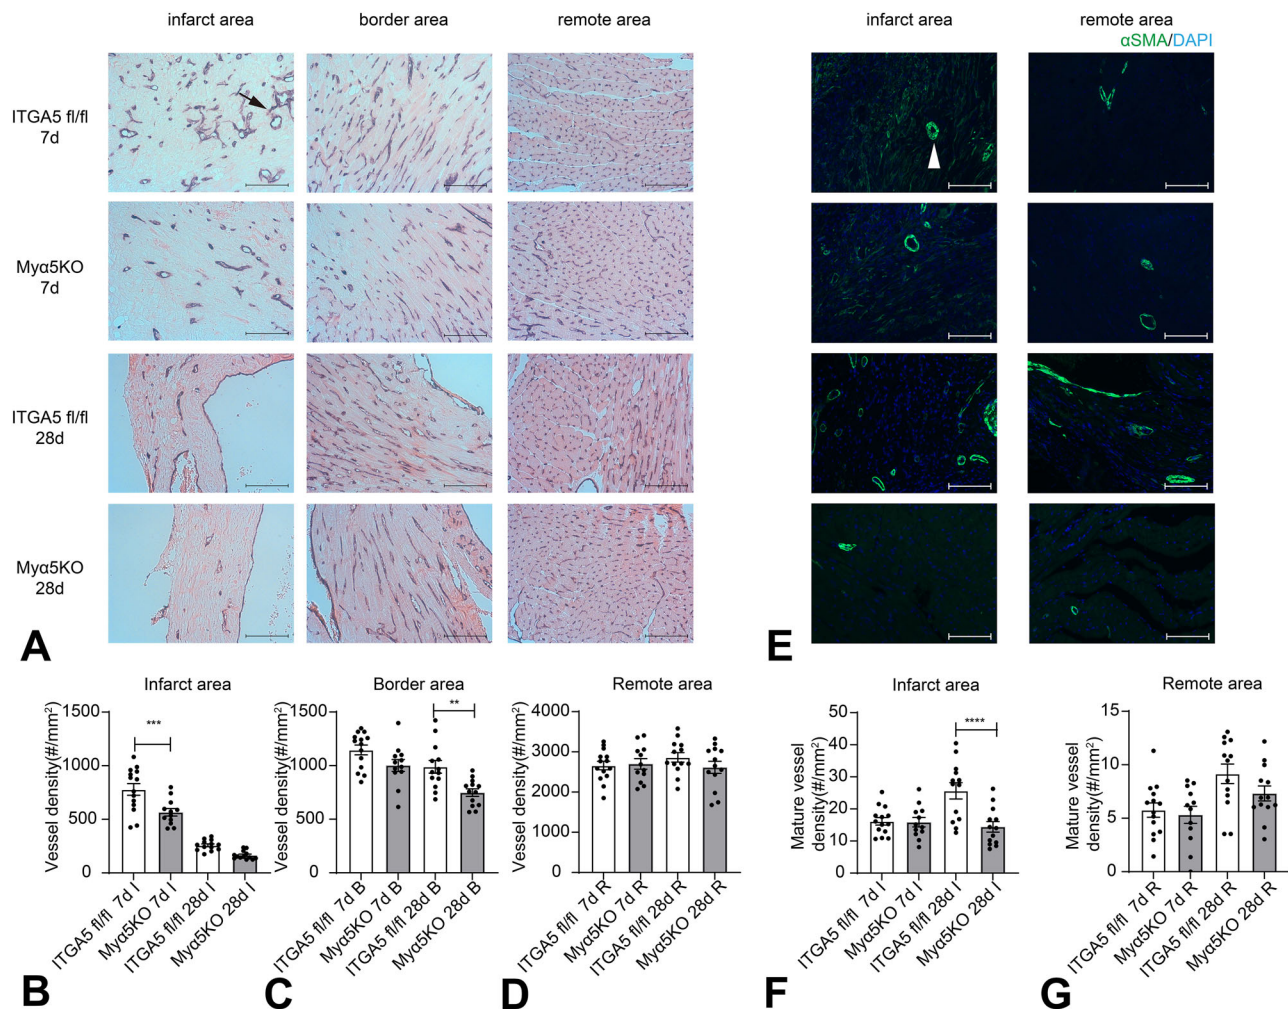 infarct area
border area
remote area
infarct area
remote area
αSMA/DAPI
ITGA5 fl/fl
7d
Myα5KO
7d
ITGA5 fl/fl
28d
Myα5KO
28d
A
E
Infarct area
Vessel density(#/mm²)
1500
1000
500
0
***
ITGA5 fl/fl 7d I
Myα5KO 7d I
ITGA5 fl/fl 28d I
Myα5KO 28d I
B
Border area
Vessel density(#/mm²)
1500
1000
500
0
**
ITGA5 fl/fl 7d B
Myα5KO 7d B
ITGA5 fl/fl 28d B
Myα5KO 28d B
C
Remote area
Vessel density(#/mm²)
4000
3000
2000
1000
0
ITGA5 fl/fl 7d R
Myα5KO 7d R
ITGA5 fl/fl 28d R
Myα5KO 28d R
D
Infarct area
Mature vessel
density(#/mm²)
50
40
30
20
10
0
****
ITGA5 fl/fl 7d I
Myα5KO 7d I
ITGA5 fl/fl 28d I
Myα5KO 28d I
F
Remote area
Mature vessel
density(#/mm²)
15
10
5
0
ITGA5 fl/fl 7d R
Myα5KO 7d R
ITGA5 fl/fl 28d R
Myα5KO 28d R
G